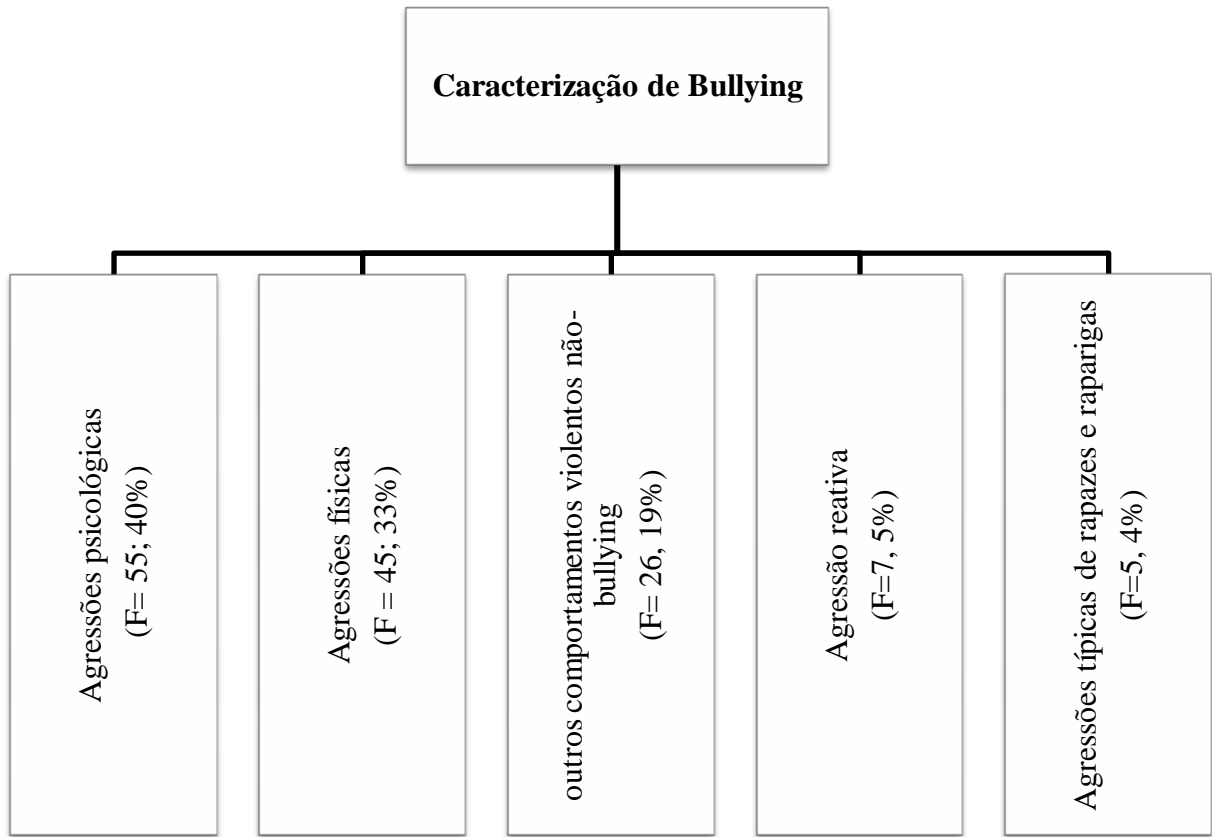 Caracterização de Bullying
Agressões psicológicas
(F= 55; 40%)
Agressões físicas
(F = 45; 33%)
outros comportamentos violentos não-
bullying
(F= 26, 19%)
Agressão reativa
(F=7, 5%)
Agressões típicas de rapazes e raparigas
(F=5, 4%)